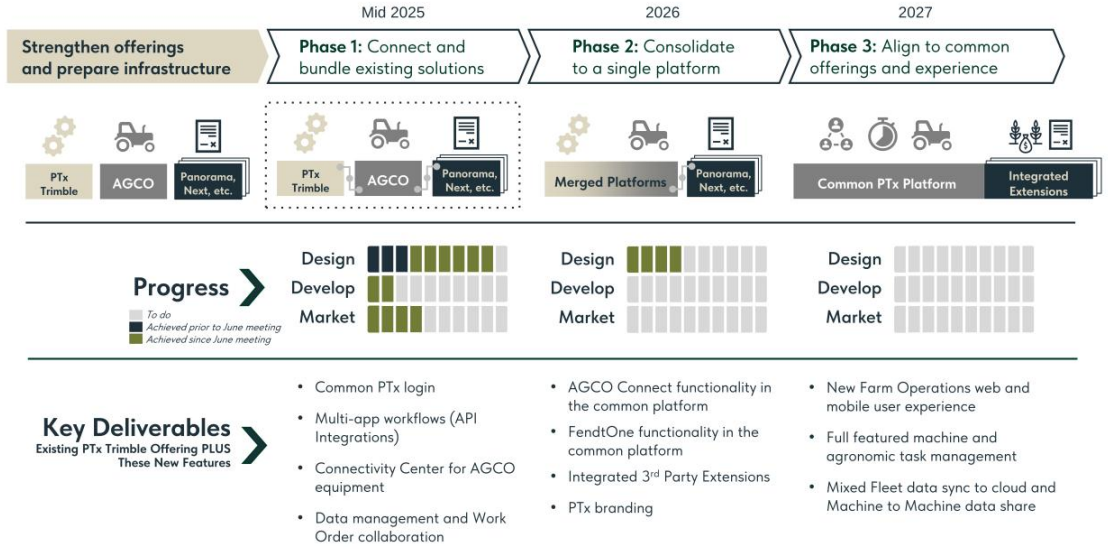 Mid 2025
2026
2027
Strengthen offerings
and prepare infrastructure
Phase 1: Connect and
bundle existing solutions
Phase 2: Consolidate
to a single platform
Phase 3: Align to common
offerings and experience
PTx
Trimble
AGCO
Panorama,
Next, etc.
PTx
Trimble
AGCO
Panorama,
Next, etc.
Merged Platforms
Panorama,
Next, etc.
Common PTx Platform
Integrated
Extensions
Progress
To do
Achieved prior to June meeting
Achieved since June meeting
Design
Develop
Market
Design
Develop
Market
Design
Develop
Market
Key Deliverables
Existing PTx Trimble Offering PLUS
These New Features
• Common PTx login
• Multi-app workflows (API
Integrations)
• Connectivity Center for AGCO
equipment
• Data management and Work
Order collaboration
• AGCO Connect functionality in
the common platform
• FendtOne functionality in the
common platform
• Integrated 3rd Party Extensions
• PTx branding
• New Farm Operations web and
mobile user experience
• Full featured machine and
agronomic task management
• Mixed Fleet data sync to cloud and
Machine to Machine data share